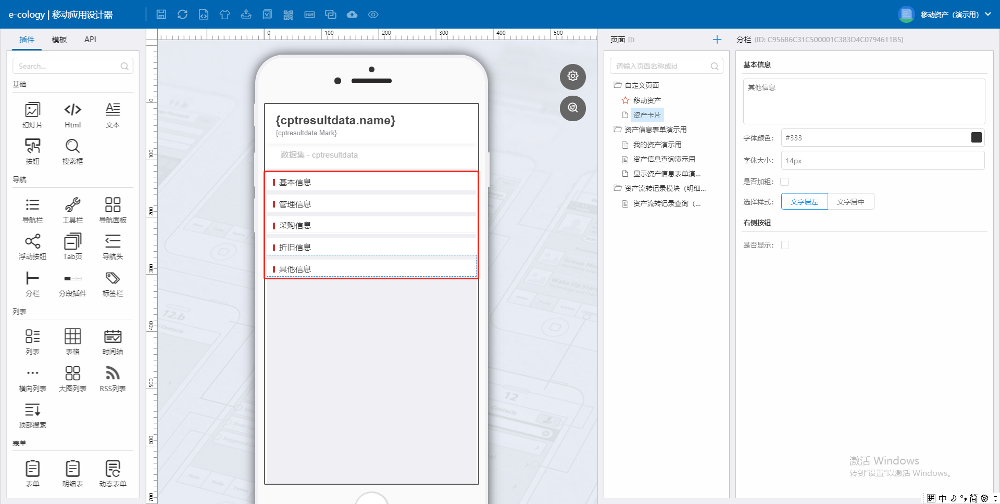 e-cology | 移动应用设计器
移动资产（演示用）
插件 模板 API
Search...
基础
幻灯片 Html 文本
按钮 搜索框
导航
导航栏 工具栏 导航面板
浮动按钮 Tab页 导航头
分栏 分段插件 标签栏
列表
列表 表格 时间轴
横向列表 大图列表 RSS列表
顶部搜索
表单
表单 明细表 动态表单
0 100 200 300 400 500
0
100
200
300
400
500
600
700
{cptresultdata.name}
{cptresultdata.Mark}
数据集 - cptresultdata
基本信息
管理信息
采购信息
折旧信息
其他信息
页面 ID
请输入页面名称或id
自定义页面
移动资产
资产卡片
资产信息表单演示用
我的资产演示用
资产信息查询演示用
显示资产信息表单演...
资产流转记录模块（明细...
资产流转记录查询（...
分栏 (ID: C956B6C31C500001C383D4C0794611B5)
基本信息
其他信息
字体颜色： #333
字体大小： 14px
是否加粗：
选择样式： 文字居左 文字居中
右侧按钮
是否显示：
激活 Windows
转到"设置"以激活 Windows。
拼 中 简
12.b
Contacts
12
Contacts
Wake Up